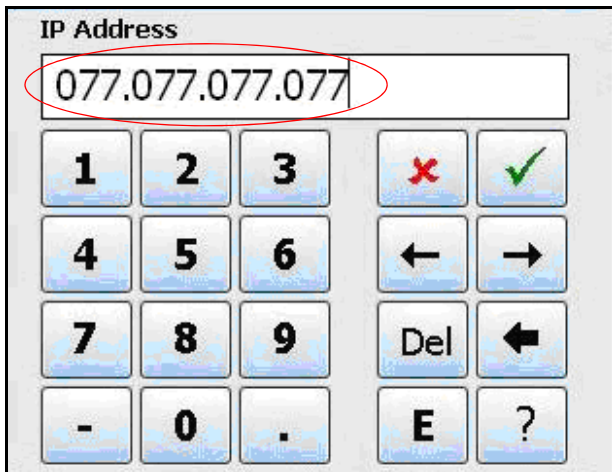 IP Address
077.077.077.077
1 2 3
4 5 6 ← →
7 8 9 Del ←
- 0 . E ?